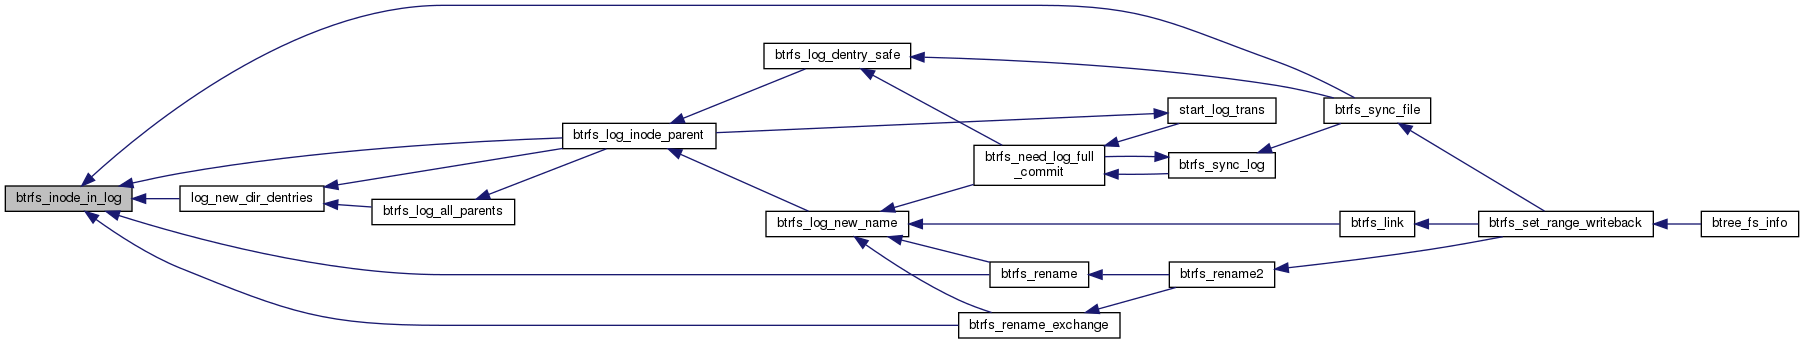 btrfs_log_dentry_safe
start_log_trans
btrfs_sync_file
btrfs_log_inode_parent
btrfs_need_log_full
_commit
btrfs_sync_log
btrfs_inode_in_log
log_new_dir_dentries
btrfs_log_all_parents
btrfs_log_new_name
btrfs_link
btrfs_set_range_writeback
btree_fs_info
btrfs_rename
btrfs_rename2
btrfs_rename_exchange